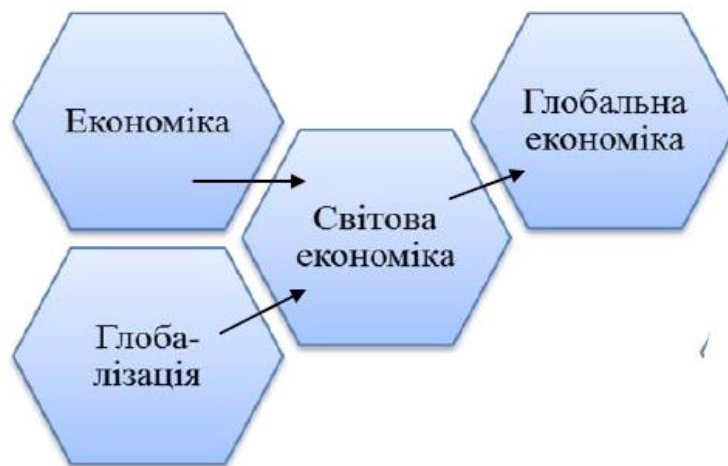 Економіка
Глобальна
економіка
Світова
економіка
Глоба-
лізація